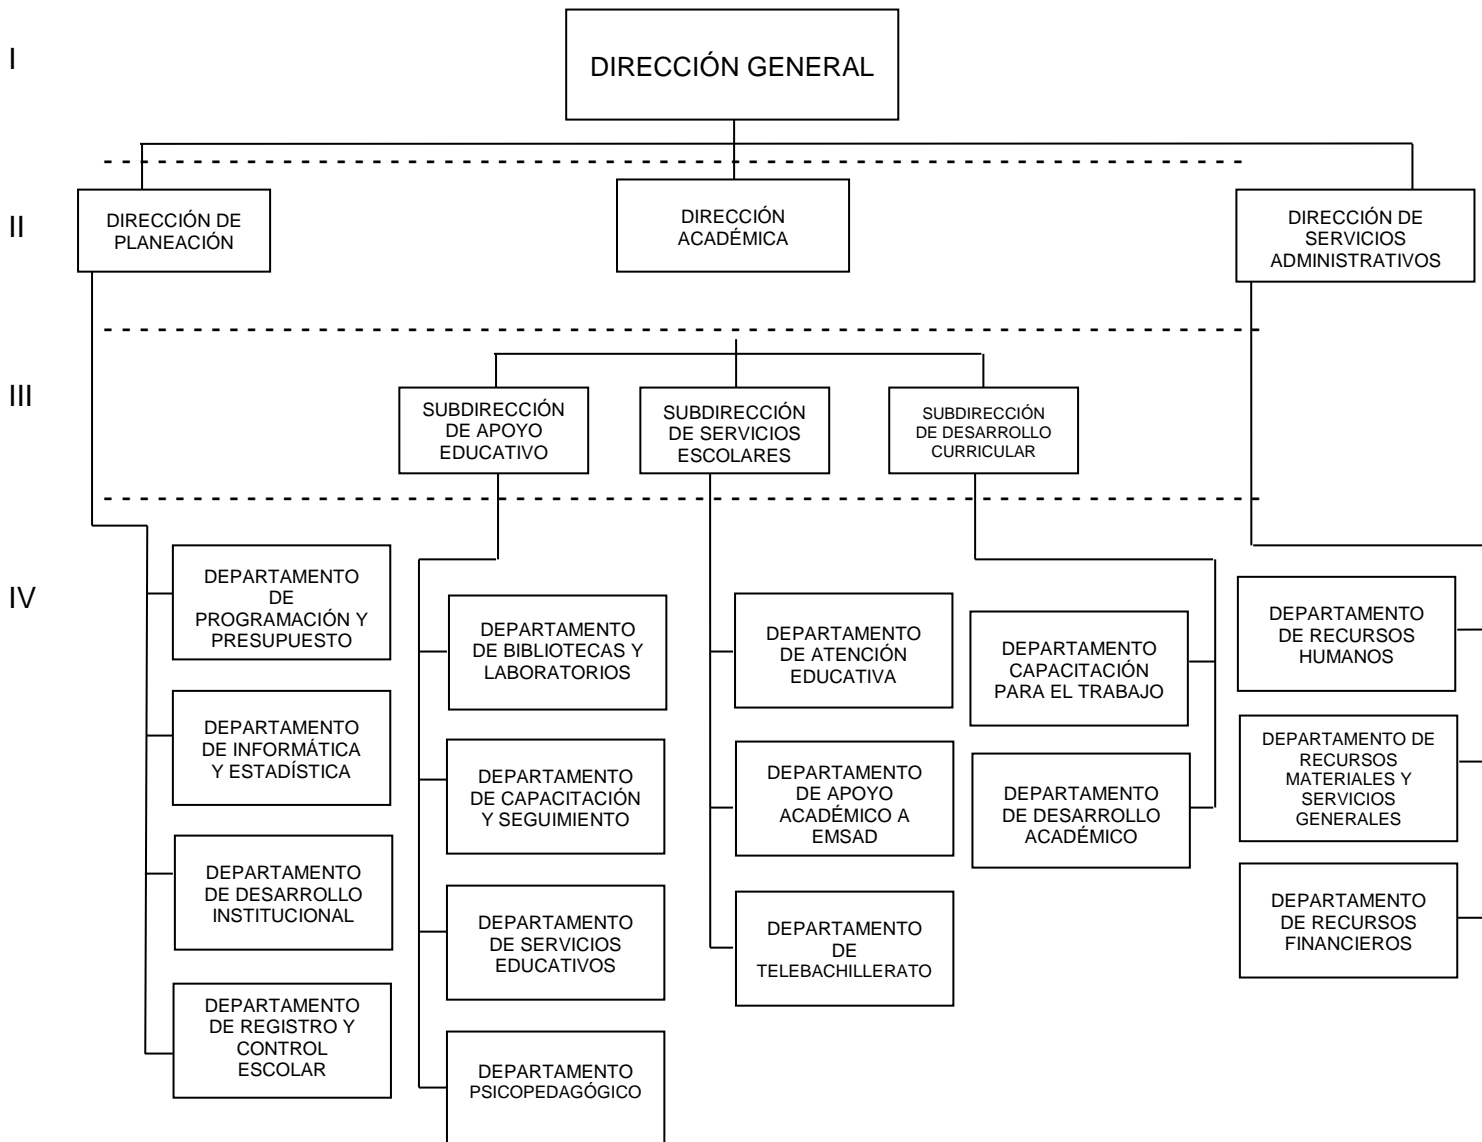 I
DIRECCIÓN GENERAL
II
DIRECCIÓN DE
PLANEACIÓN
DIRECCIÓN
ACADÉMICA
DIRECCIÓN DE
SERVICIOS
ADMINISTRATIVOS
III
SUBDIRECCIÓN
DE APOYO
EDUCATIVO
SUBDIRECCIÓN
DE SERVICIOS
ESCOLARES
SUBDIRECCIÓN
DE DESARROLLO
CURRICULAR
IV
DEPARTAMENTO
DE
PROGRAMACIÓN Y
PRESUPUESTO
DEPARTAMENTO
DE INFORMÁTICA
Y ESTADÍSTICA
DEPARTAMENTO
DE DESARROLLO
INSTITUCIONAL
DEPARTAMENTO
DE REGISTRO Y
CONTROL
ESCOLAR
DEPARTAMENTO
DE BIBLIOTECAS Y
LABORATORIOS
DEPARTAMENTO
DE CAPACITACIÓN
Y SEGUIMIENTO
DEPARTAMENTO
DE SERVICIOS
EDUCATIVOS
DEPARTAMENTO
PSICOPEDAGÓGICO
DEPARTAMENTO
DE ATENCIÓN
EDUCATIVA
DEPARTAMENTO
DE APOYO
ACADÉMICO A
EMSAD
DEPARTAMENTO
DE
TELEBACHILLERATO
DEPARTAMENTO
CAPACITACIÓN
PARA EL TRABAJO
DEPARTAMENTO
DE DESARROLLO
ACADÉMICO
DEPARTAMENTO
DE RECURSOS
HUMANOS
DEPARTAMENTO DE
RECURSOS
MATERIALES Y
SERVICIOS
GENERALES
DEPARTAMENTO
DE RECURSOS
FINANCIEROS